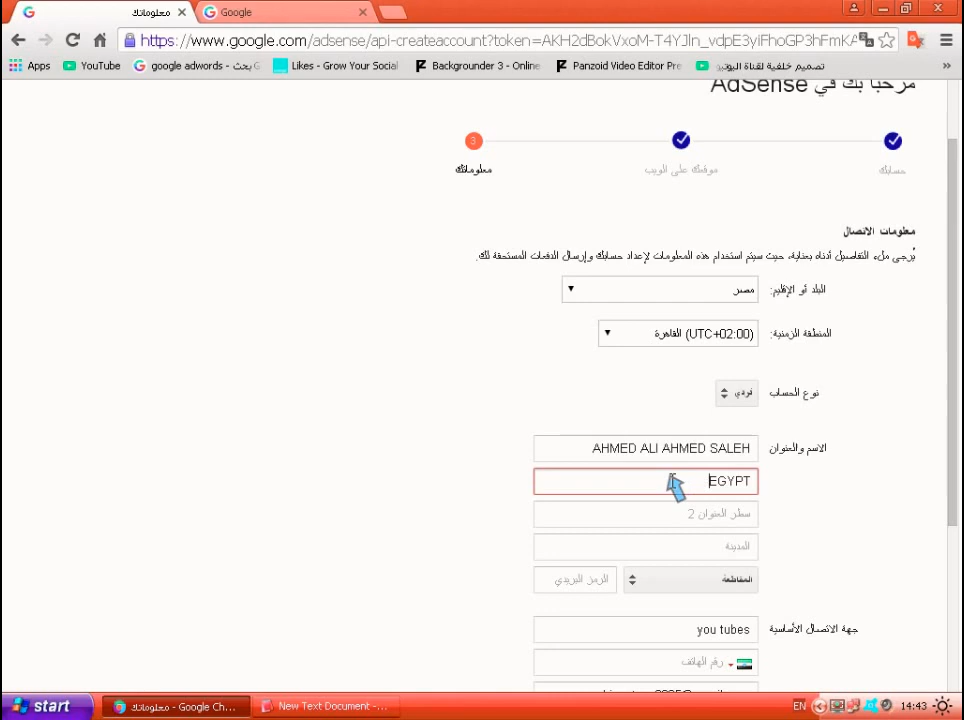 معلوماتك
Google
https://www.google.com/adsense/api-createaccount?token=AKH2dBokVxoM-T4YJln_vdpE3yiFhoGP3hFmKA
Apps
YouTube
google adwords - بحث G
Likes - Grow Your Social
Backgrounder 3 - Online
Panzoid Video Editor Pre
تصميم خلفية لقناة اليوتيو
مرحبًا بك في AdSense
3
حسابك
موقعك على الويب
معلوماتك
معلومات الاتصال
يُرجى ملء التفاصيل أدناه بعناية، حيث سيتم استخدام هذه المعلومات لإعداد حسابك وإرسال الدفعات المستحقة لك.
البلد أو الإقليم:
مصر
المنطقة الزمنية:
(UTC+02:00) القاهرة
نوع الحساب
فردي
الاسم والعنوان
AHMED ALI AHMED SALEH
EGYPT
سطر العنوان 2
المدينة
المقاطعة
الرمز البريدي
جهة الاتصال الأساسية
you tubes
رقم الهاتف
start
معلوماتك - Google Ch...
New Text Document -...
EN
14:43